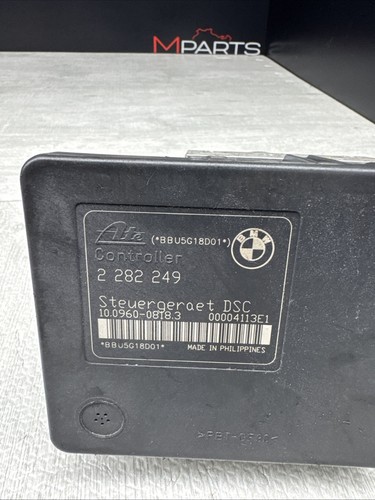 MPARTS
Ate (*BBU5G18D01*)
BMW
Controller
2 282 249
Steuergeraet DSC
10.0960-0818.3 00004113E1
*BBU5G18D01* MADE IN PHILIPPINES